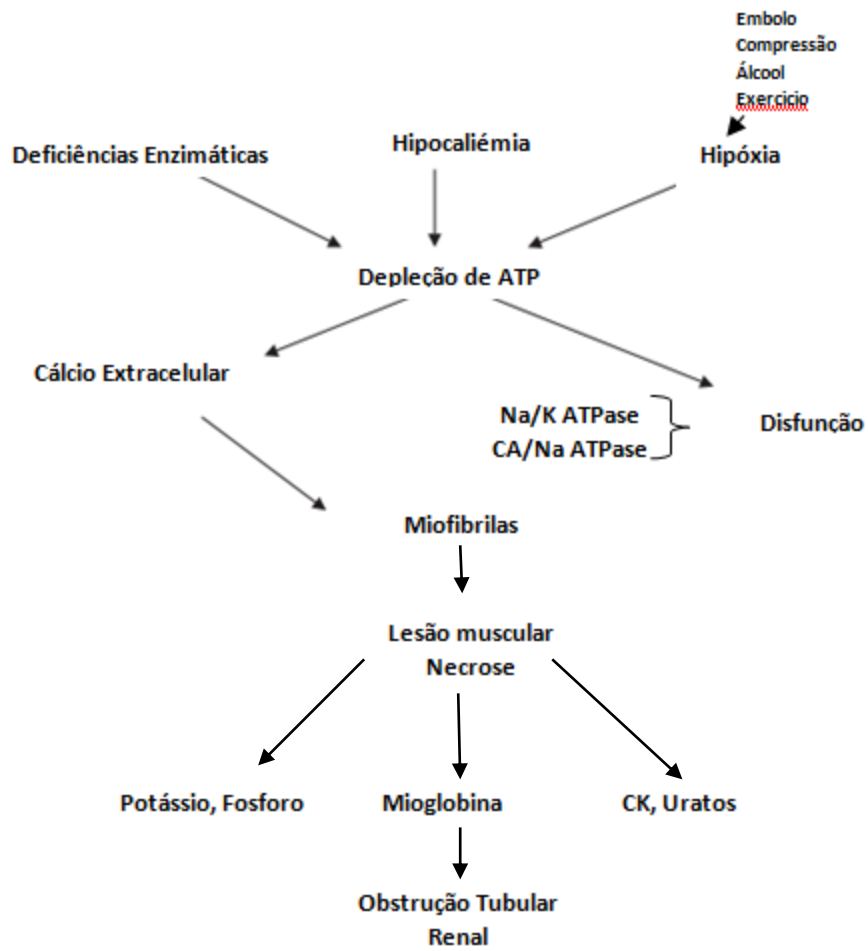 Embolo
Compressão
Álcool
Exercicio
Deficiências Enzimáticas
Hipocaliémia
Hipóxia
Depleção de ATP
Cálcio Extracelular
Na/K ATPase
CA/Na ATPase
Disfunção
Miofibrilas
Lesão muscular
Necrose
Potássio, Fosforo
Mioglobina
CK, Uratos
Obstrução Tubular
Renal